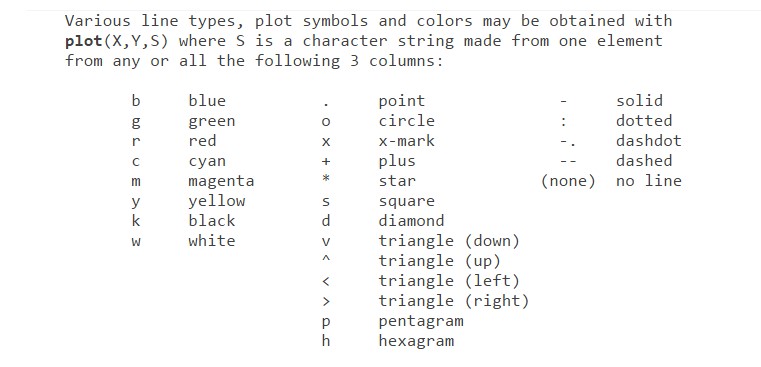 Various line types, plot symbols and colors may be obtained with
plot(X,Y,S) where S is a character string made from one element
from any or all the following 3 columns:
b blue . point - solid
g green o circle : dotted
r red x x-mark -. dashdot
c cyan + plus -- dashed
m magenta * star (none) no line
y yellow s square
k black d diamond
w white v triangle (down)
^ triangle (up)
< triangle (left)
> triangle (right)
p pentagram
h hexagram